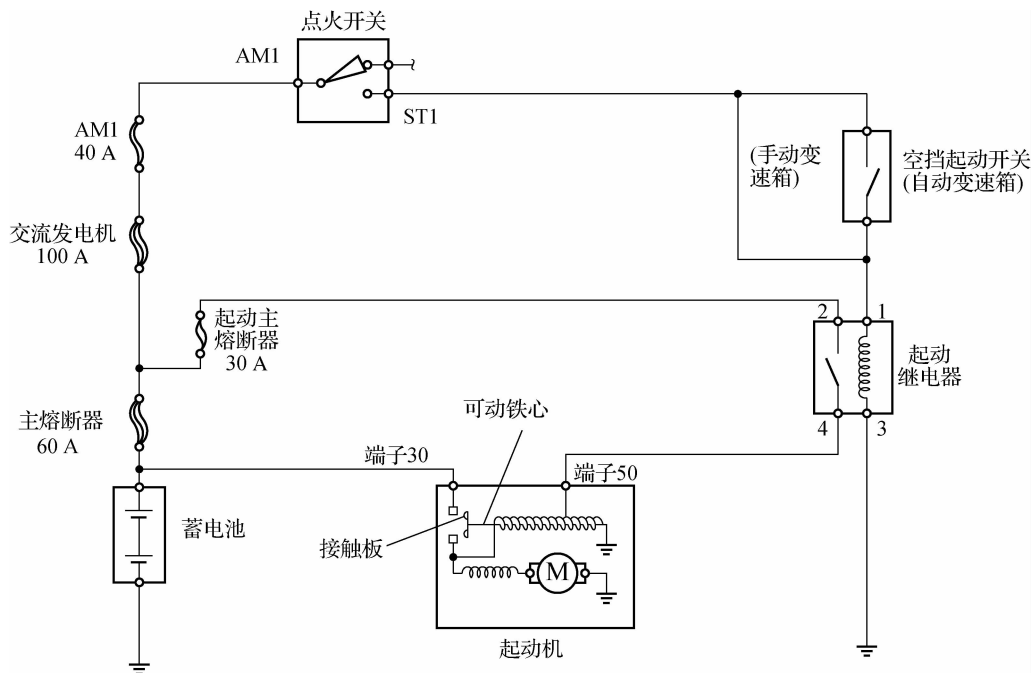 点火开关
AM1
ST1
AM1
40 A
(手动变
速箱)
空挡起动开关
(自动变速箱)
交流发电机
100 A
起动主
熔断器
30 A
2
1
起动
继电器
主熔断器
60 A
可动铁心
4
3
端子30
端子50
蓄电池
接触板
M
起动机